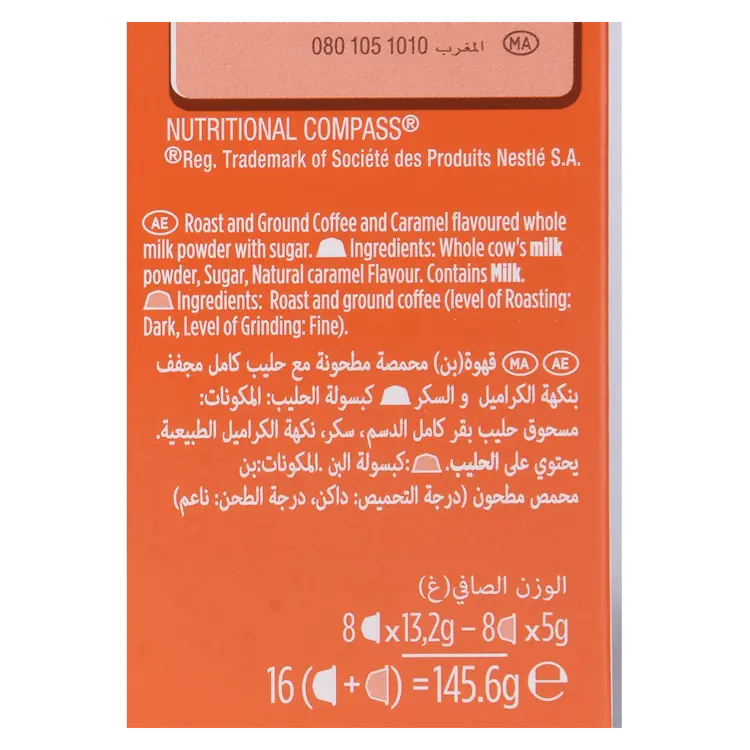 080 105 1010 المغرب MA
NUTRITIONAL COMPASS®
®Reg. Trademark of Société des Produits Nestlé S.A.
AE Roast and Ground Coffee and Caramel flavoured whole
milk powder with sugar. Ingredients: Whole cow's milk
powder, Sugar, Natural caramel Flavour. Contains Milk.
Ingredients: Roast and ground coffee (level of Roasting:
Dark, Level of Grinding: Fine).
AE MA قهوة(بن) محمصة مطحونة مع حليب كامل مجفف
بنكهة الكراميل و السكر كبسولة الحليب: المكونات:
مسحوق حليب بقر كامل الدسم، سكر، نكهة الكراميل الطبيعية.
يحتوي على الحليب. :كبسولة البن .المكونات:بن
محمص مطحون (درجة التحميص: داكن، درجة الطحن: ناعم)
الوزن الصافي(غ)
8 x13,2g – 8 x5g
16 ( + ) =145.6g ℮